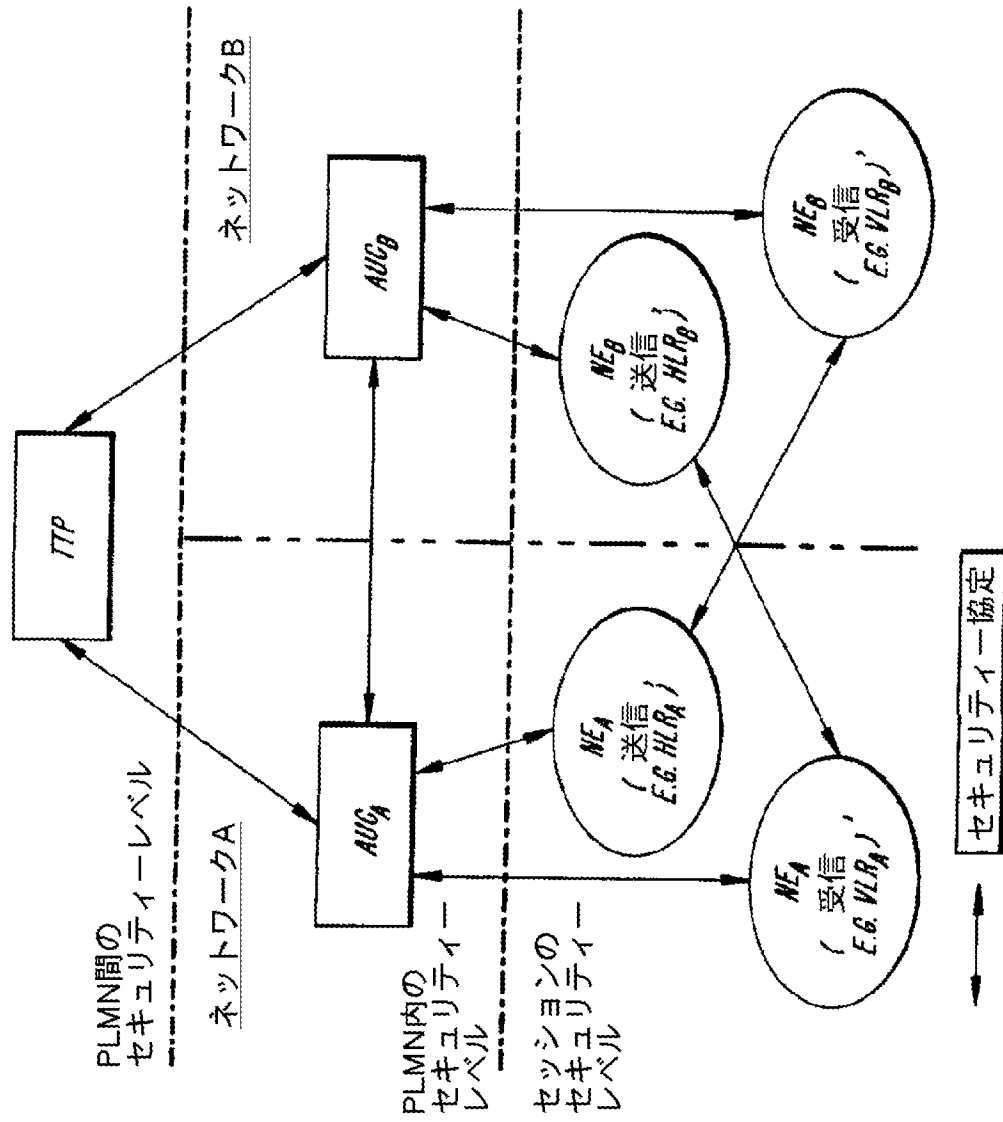 TTP
PLMN間の
セキュリティーレベル
ネットワークA
ネットワークB
AUC_A
AUC_B
PLMN内の
セキュリティー
レベル
セッションの
セキュリティー
レベル
NE_A
( 送信
E.G. HLR_A)'
NE_B
( 送信
E.G. HLR_B)'
NE_A
( 受信
E.G. VLR_A)'
NE_B
( 受信
E.G. VLR_B)'
セキュリティー協定